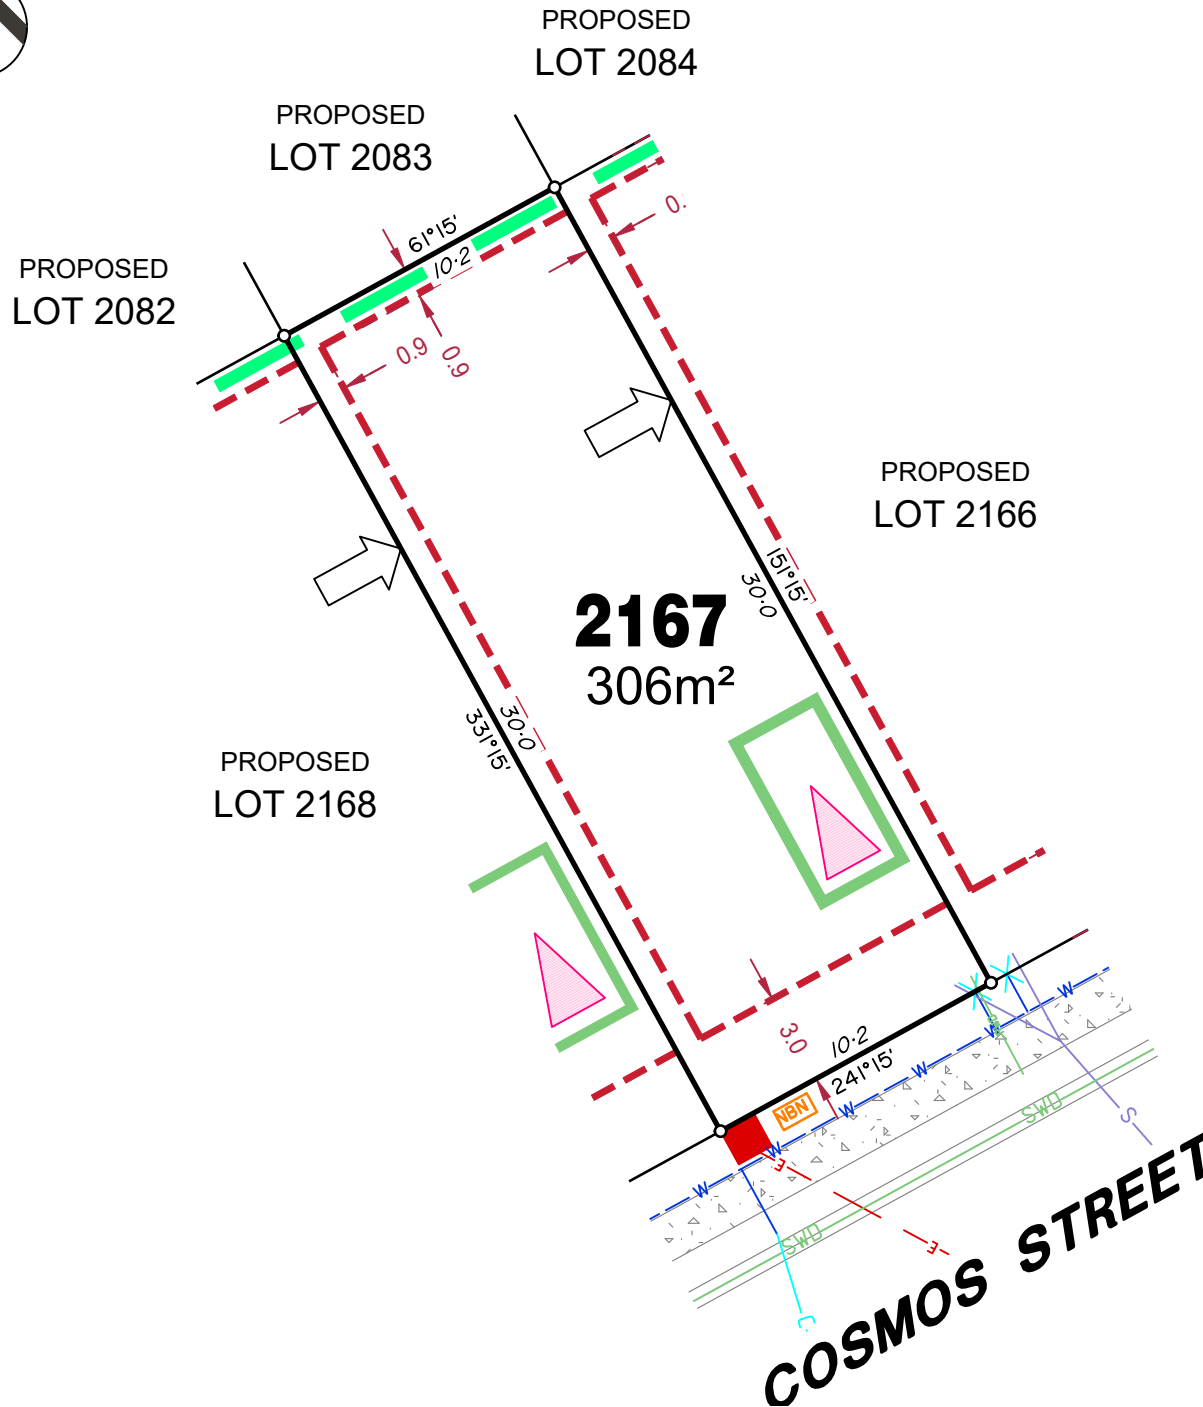 PROPOSED
LOT 2084
PROPOSED
LOT 2083
PROPOSED
LOT 2082
61°15'
10·2
0.
0.9
0.9
PROPOSED
LOT 2166
151°15'
30·0
2167
306m²
30·0
331°15'
PROPOSED
LOT 2168
3.0
10·2
241°15'
NBN
W
W
W
W
W
W
E
E
SWD
SWD
S
C
COSMOS STREET